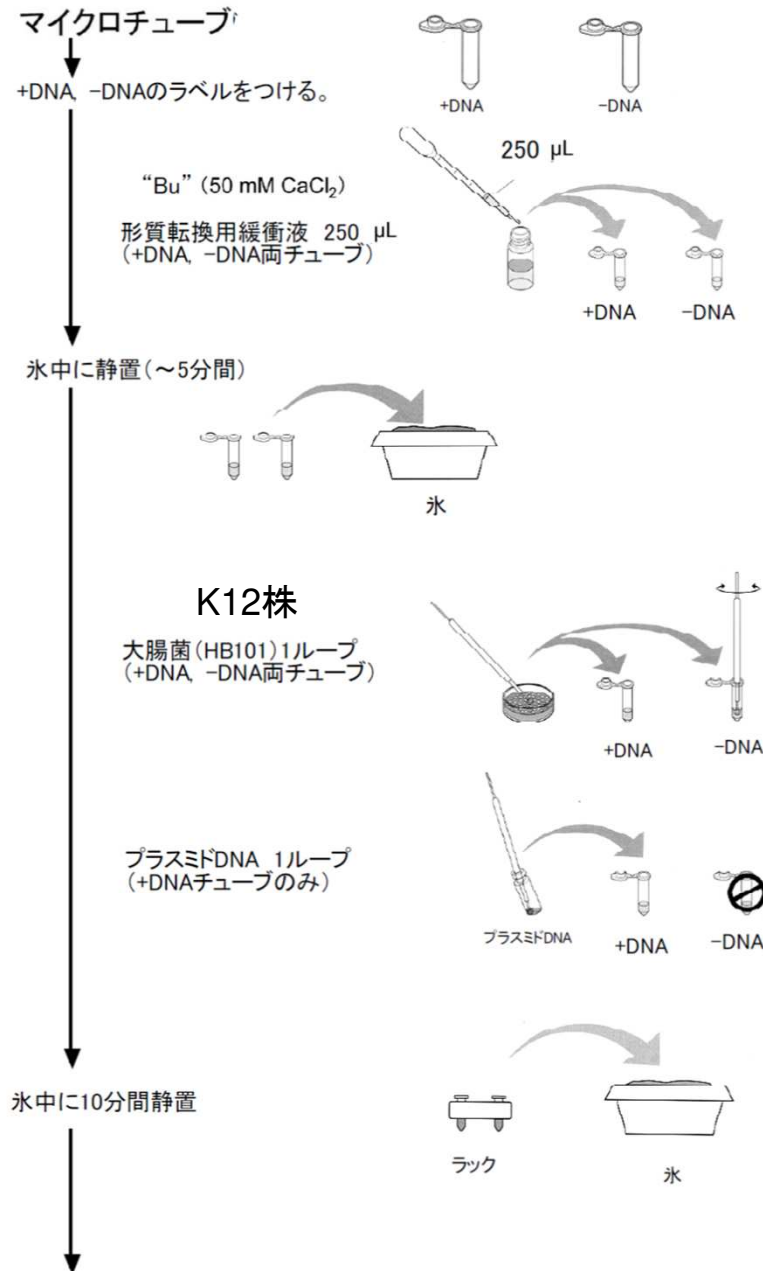 マイクロチューブ
+DNA, −DNAのラベルをつける。
+DNA
−DNA
250 µL
“Bu” (50 mM CaCl₂)
形質転換用緩衝液 250 µL
(+DNA, −DNA両チューブ)
+DNA
−DNA
氷中に静置(～5分間)
氷
K12株
大腸菌(HB101)1ループ
(+DNA, −DNA両チューブ)
+DNA
−DNA
プラスミドDNA 1ループ
(+DNAチューブのみ)
プラスミドDNA
+DNA
−DNA
氷中に10分間静置
ラック
氷